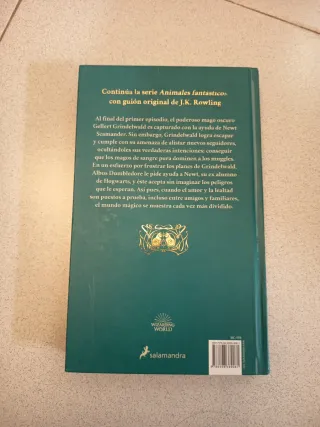 Continúa la serie Animales fantásticos
con guión original de J.K. Rowling
Al final del primer episodio, el poderoso mago oscuro
Gellert Grindelwald es capturado con la ayuda de Newt
Scamander. Sin embargo, Grindelwald logra escapar
y cumple con su amenaza de alistar nuevos seguidores,
ocultándoles sus verdaderas intenciones: conseguir
que los magos de sangre pura dominen a los muggles.
En un esfuerzo por frustrar los planes de Grindelwald,
Albus Dumbledore le pide ayuda a Newt, su ex alumno
de Hogwarts, y éste acepta sin imaginar los peligros
que le esperan. Así pues, cuando el amor y la lealtad
son puestos a prueba, incluso entre amigos y familiares,
el mundo mágico se muestra cada vez más dividido.
WIZARDING
WORLD
salamandra